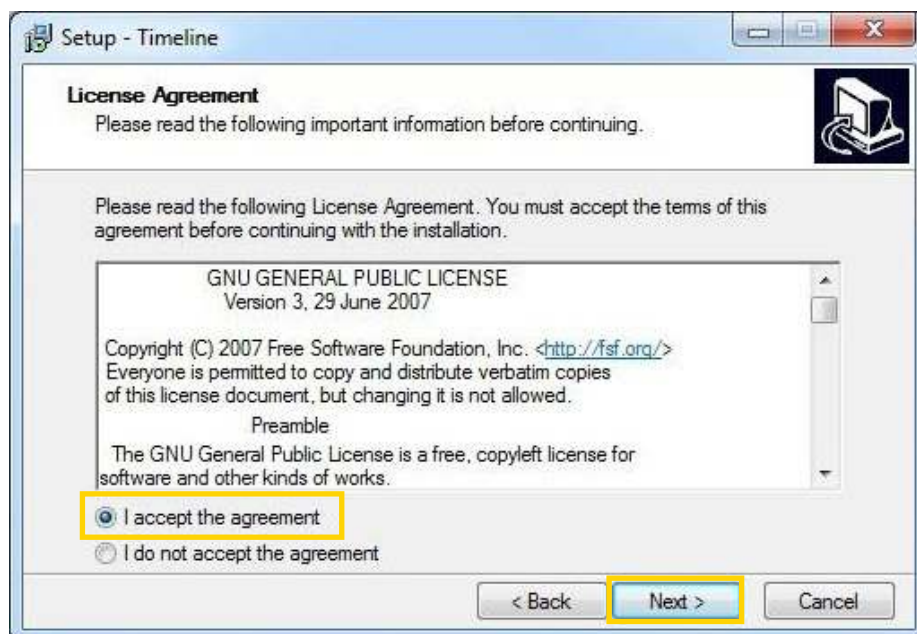 Setup - Timeline
License Agreement
Please read the following important information before continuing.
Please read the following License Agreement. You must accept the terms of this
agreement before continuing with the installation.
GNU GENERAL PUBLIC LICENSE
Version 3, 29 June 2007
Copyright (C) 2007 Free Software Foundation, Inc. <http://fsf.org/>
Everyone is permitted to copy and distribute verbatim copies
of this license document, but changing it is not allowed.
Preamble
The GNU General Public License is a free, copyleft license for
software and other kinds of works.
I accept the agreement
I do not accept the agreement
< Back Next > Cancel